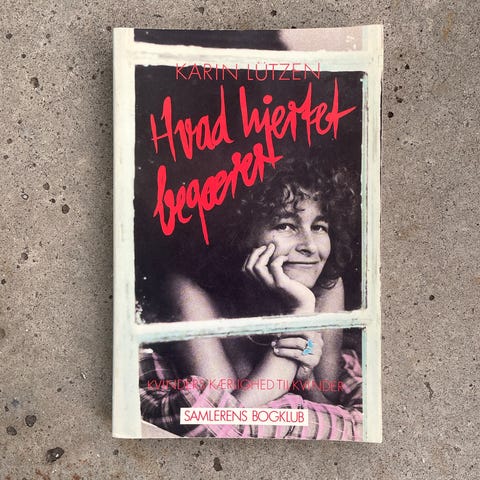 KARIN LÜTZEN
Hvad hjertet
begærer
KVINDERS KÆRLIGHED TIL KVINDER
SAMLERENS BOGKLUB